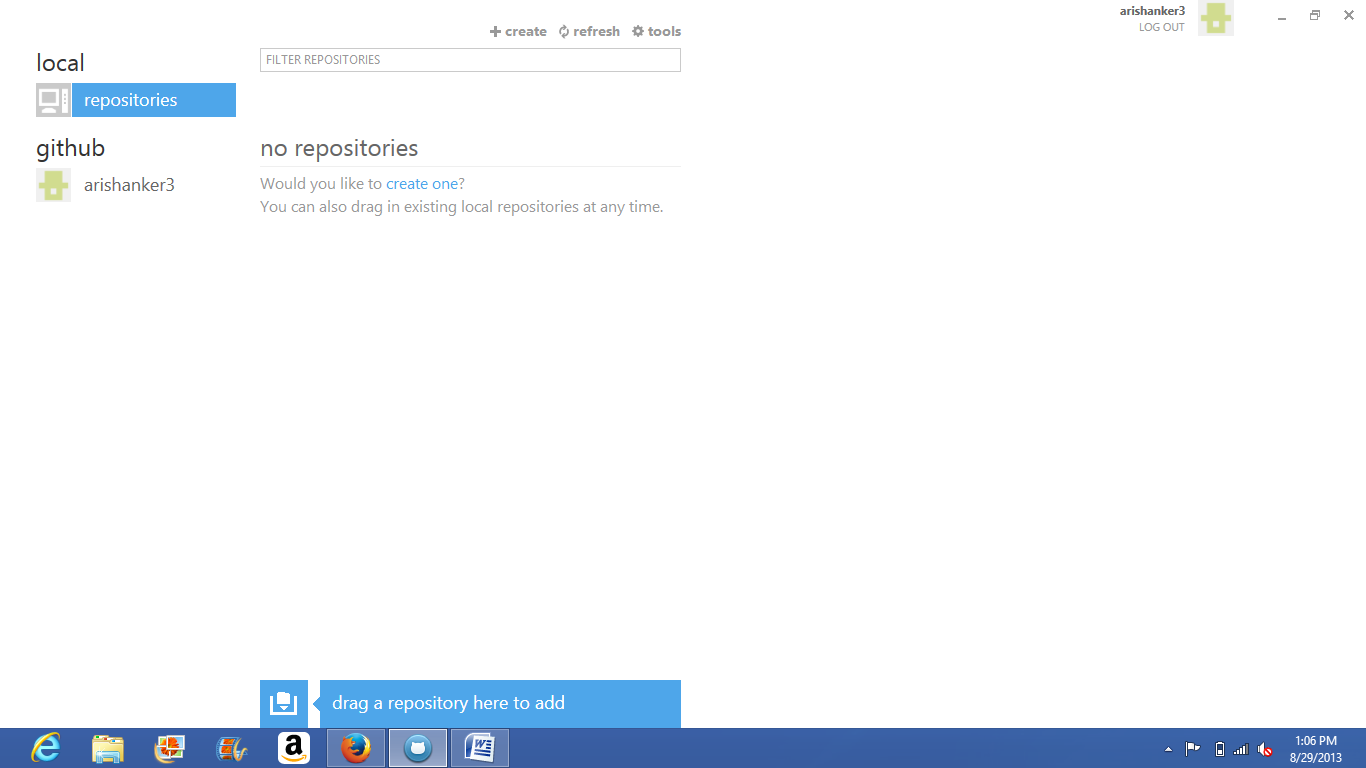 arishanker3
LOG OUT
create refresh tools
FILTER REPOSITORIES
local
repositories
github
arishanker3
no repositories
Would you like to create one?
You can also drag in existing local repositories at any time.
drag a repository here to add
a
1:06 PM
8/29/2013